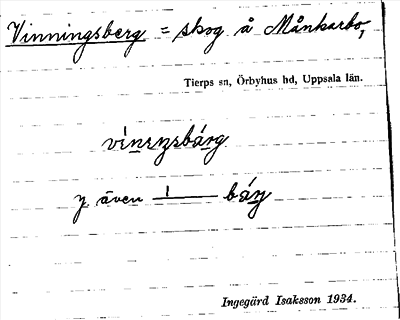 Vinningsberg = skog å Månkarbo,
Tierps sn, Örbyhus hd, Uppsala län.
även
Ingegärd Isaksson 1934.